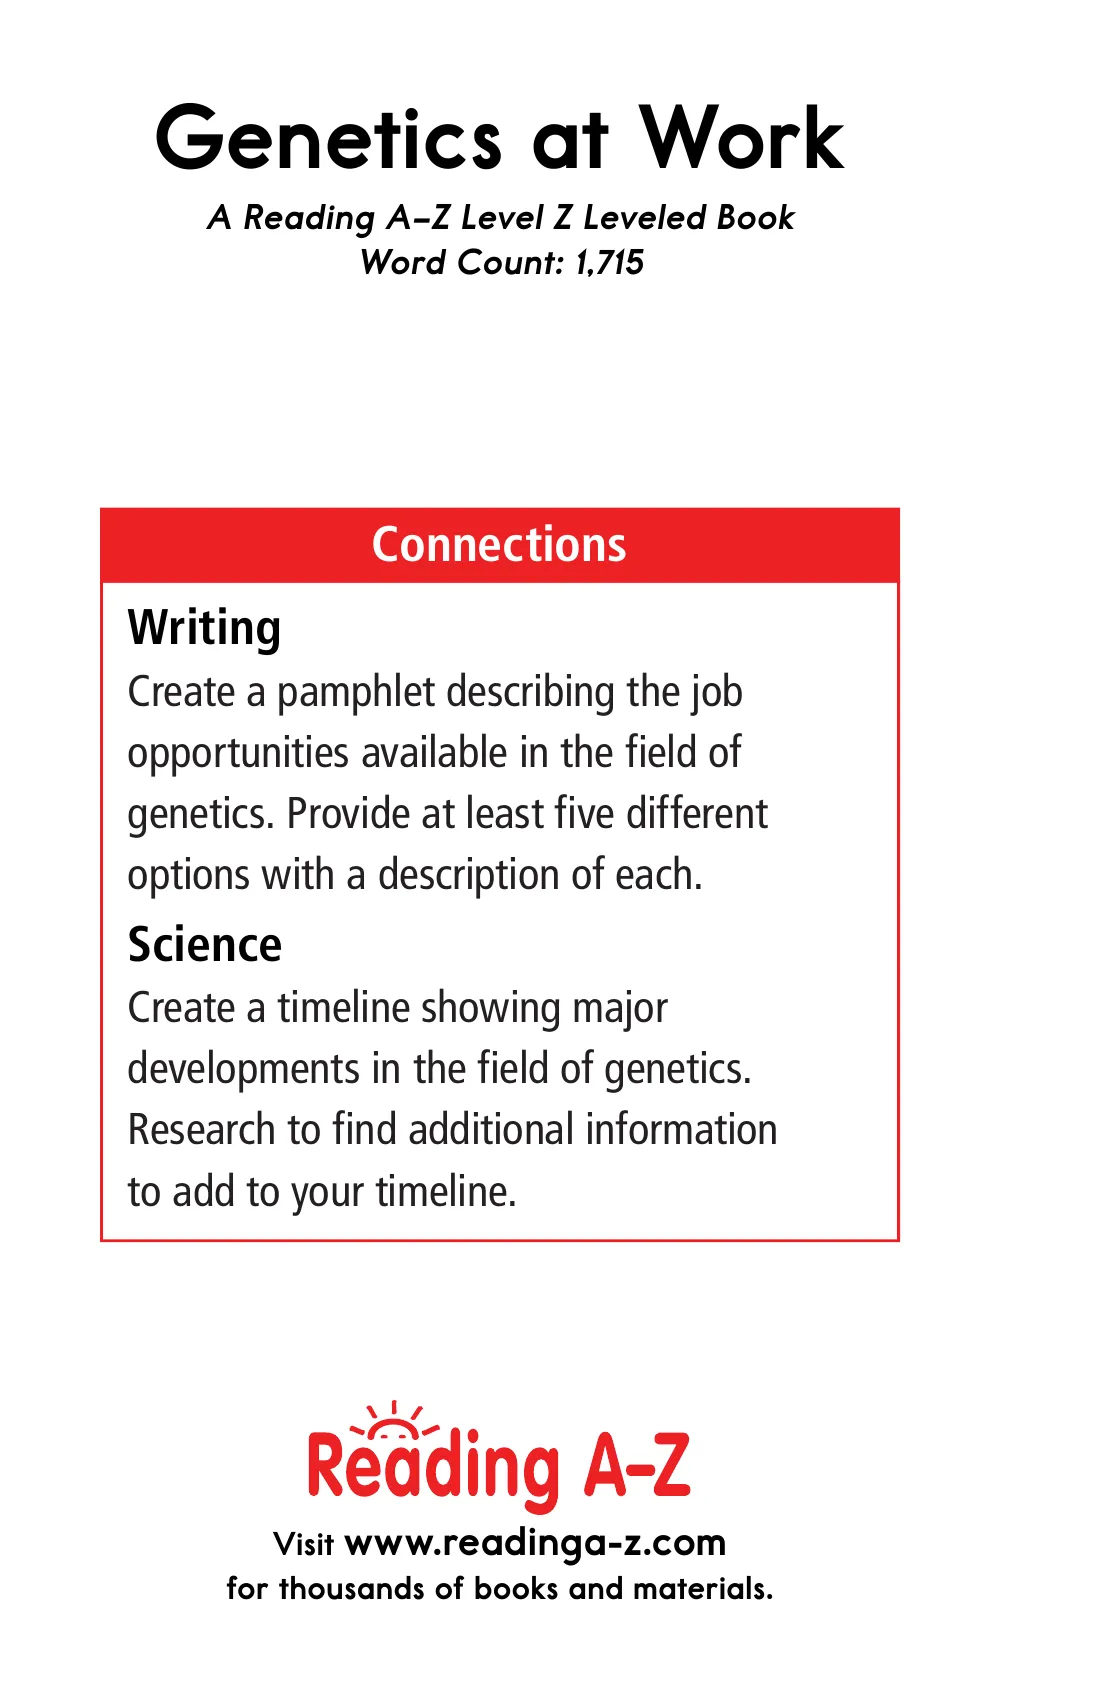 Genetics at Work
A Reading A–Z Level Z Leveled Book
Word Count: 1,715
Connections
Writing
Create a pamphlet describing the job
opportunities available in the field of
genetics. Provide at least five different
options with a description of each.
Science
Create a timeline showing major
developments in the field of genetics.
Research to find additional information
to add to your timeline.
Reading A–Z
Visit www.readinga-z.com
for thousands of books and materials.